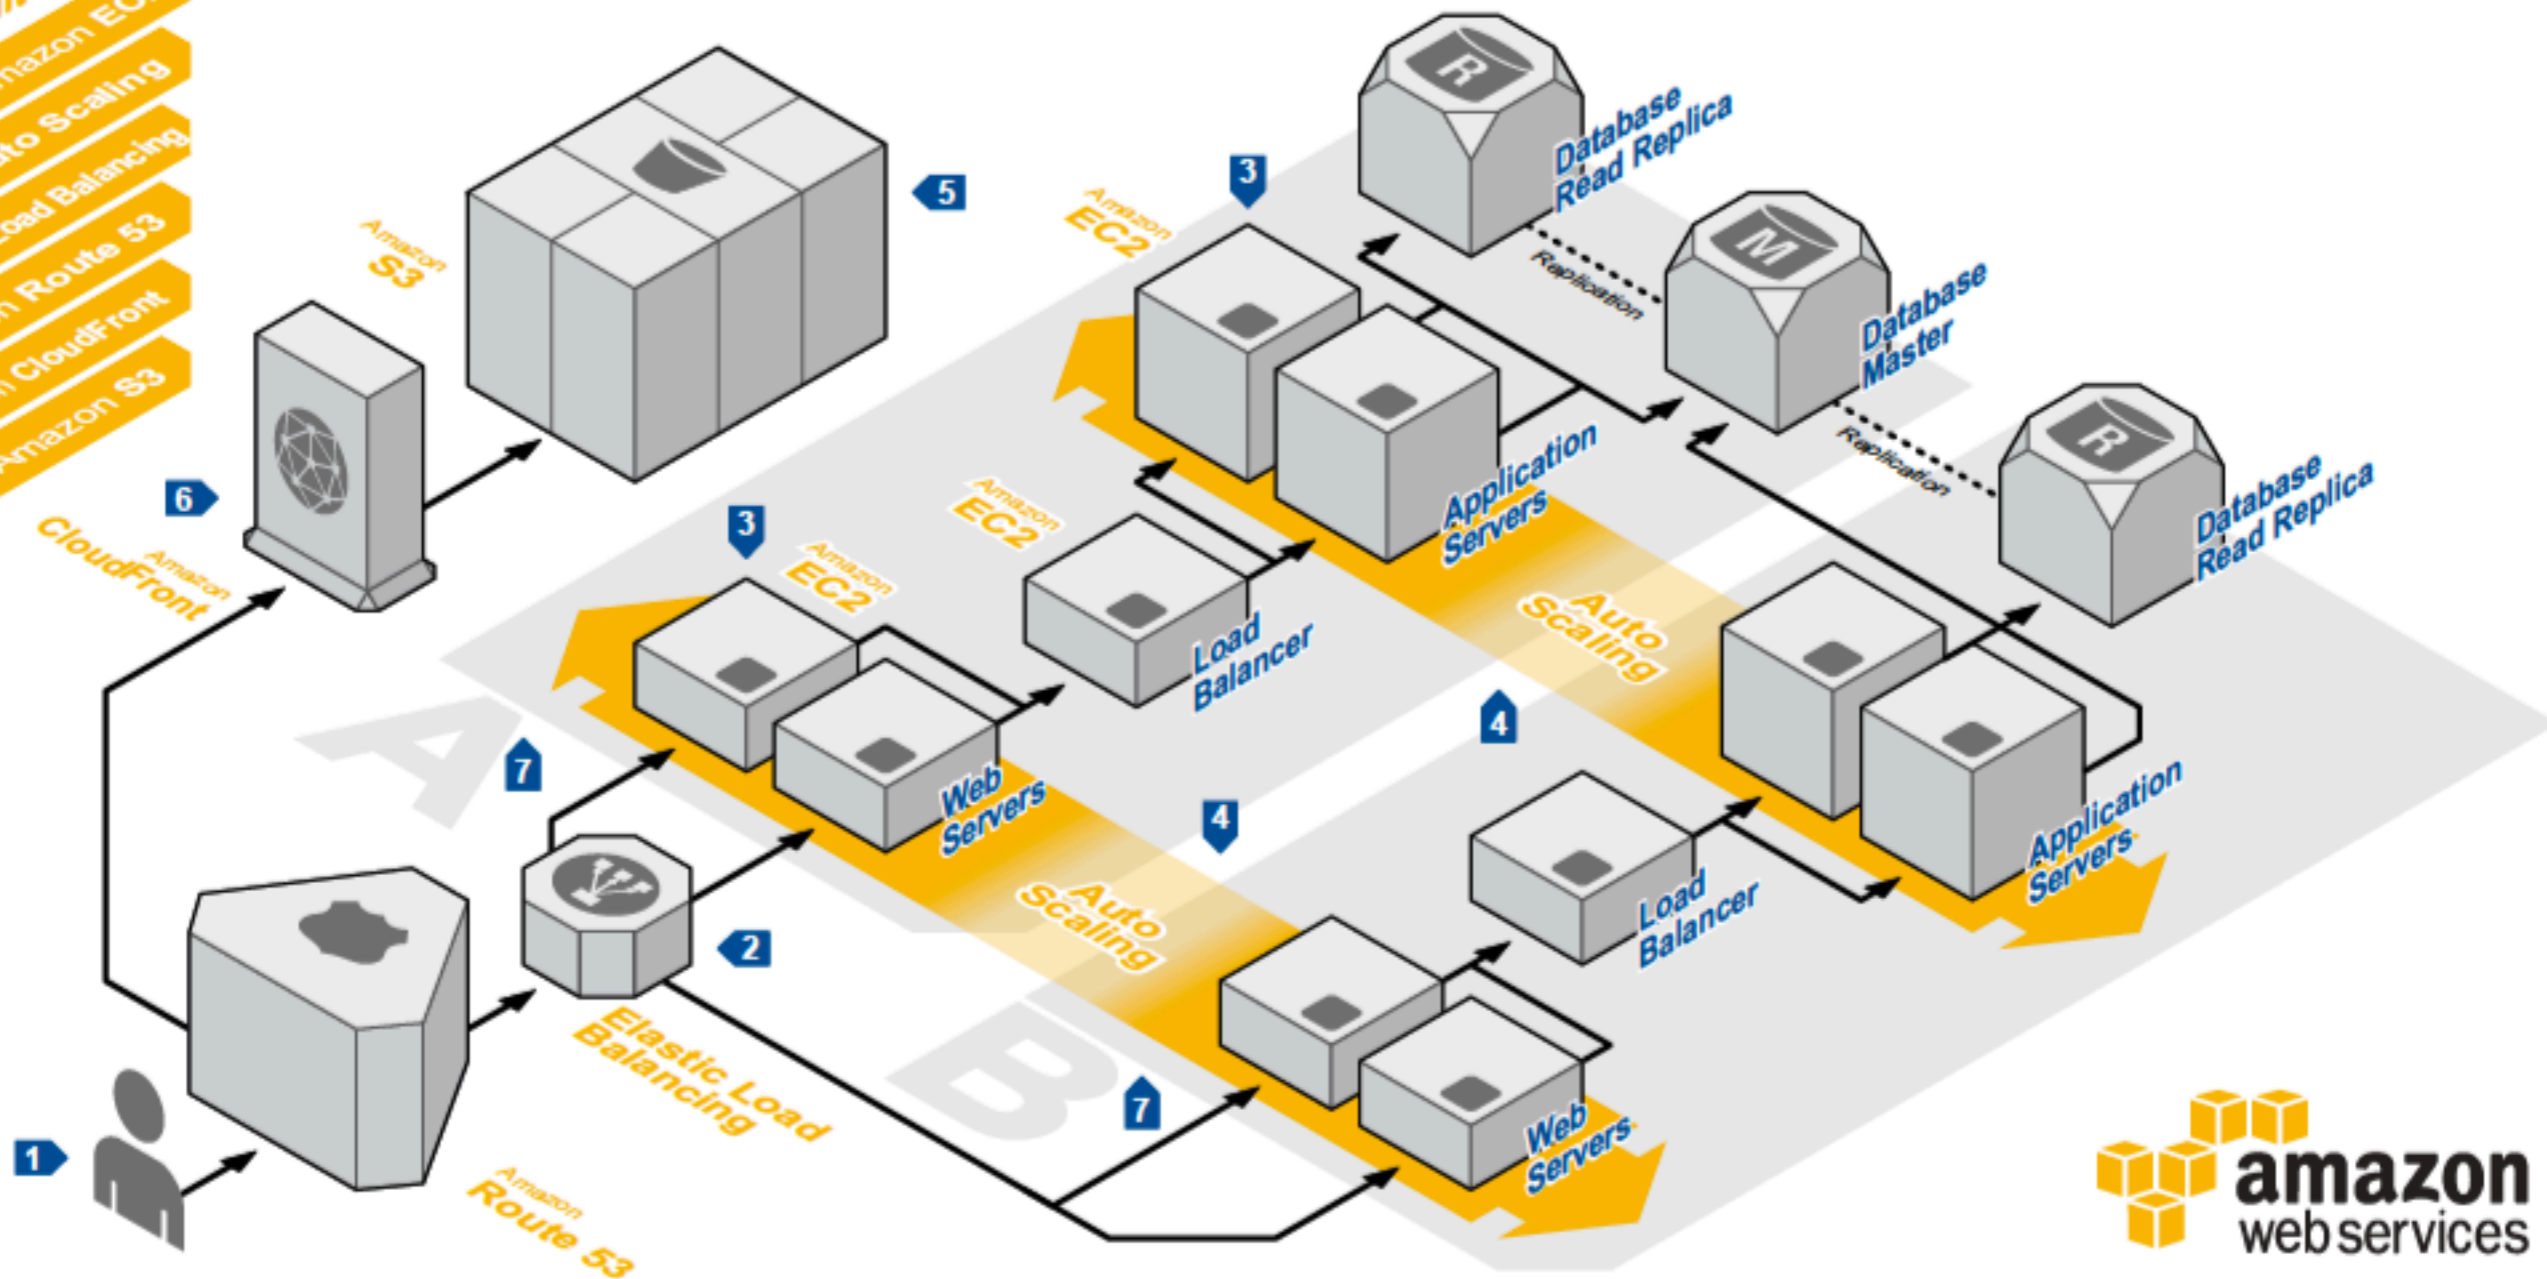 Auto Scaling
Load Balancing
Route 53
CloudFront
Amazon S3
Amazon
S3
5
6
Amazon
CloudFront
R
Database
Read Replica
3
Amazon
EC2
Replication
M
Database
Master
Replication
R
Database
Read Replica
Application
Servers
Amazon
EC2
3
Amazon
EC2
Load
Balancer
Auto
Scaling
4
A
7
Web
Servers
4
Auto
Scaling
Load
Balancer
Application
Servers
2
Elastic Load
Balancing
B
7
Web
Servers
1
Amazon
Route 53
amazon
web services